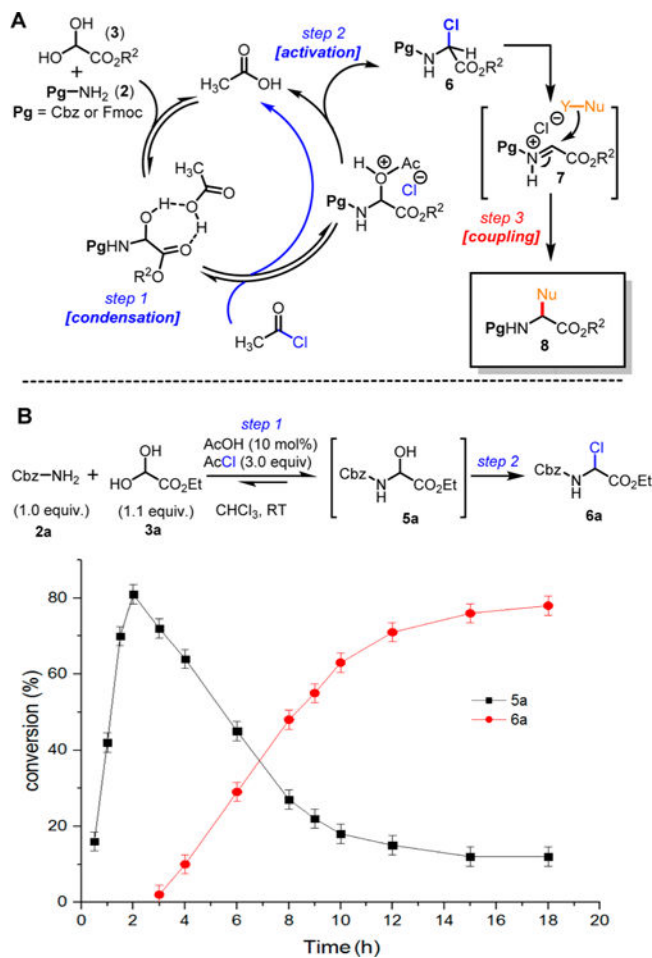 A
OH
HO
(3)
CO2R2
+
Pg–NH2 (2)
Pg = Cbz or Fmoc
O
H3C
OH
step 2
[activation]
Cl
Pg
N
H
H
CO2R2
6
Y–Nu
Cl⊖
Pg
⊕
N
H
CO2R2
7
H
⊕
O
Ac
⊖
Cl
Pg
N
H
CO2R2
CH3
O
O
H
O
H
PgHN
O
R2O
step 1
[condensation]
O
H3C
Cl
step 3
[coupling]
Nu
PgHN
CO2R2
8
B
step 1
AcOH (10 mol%)
AcCl (3.0 equiv)
CHCl3, RT
Cbz–NH2
+
OH
HO
CO2Et
(1.0 equiv.)
(1.1 equiv.)
2a
3a
OH
Cbz
N
H
CO2Et
5a
step 2
Cl
Cbz
N
H
CO2Et
6a
conversion (%)
80
60
40
20
0
5a
6a
0 2 4 6 8 10 12 14 16 18 20
Time (h)